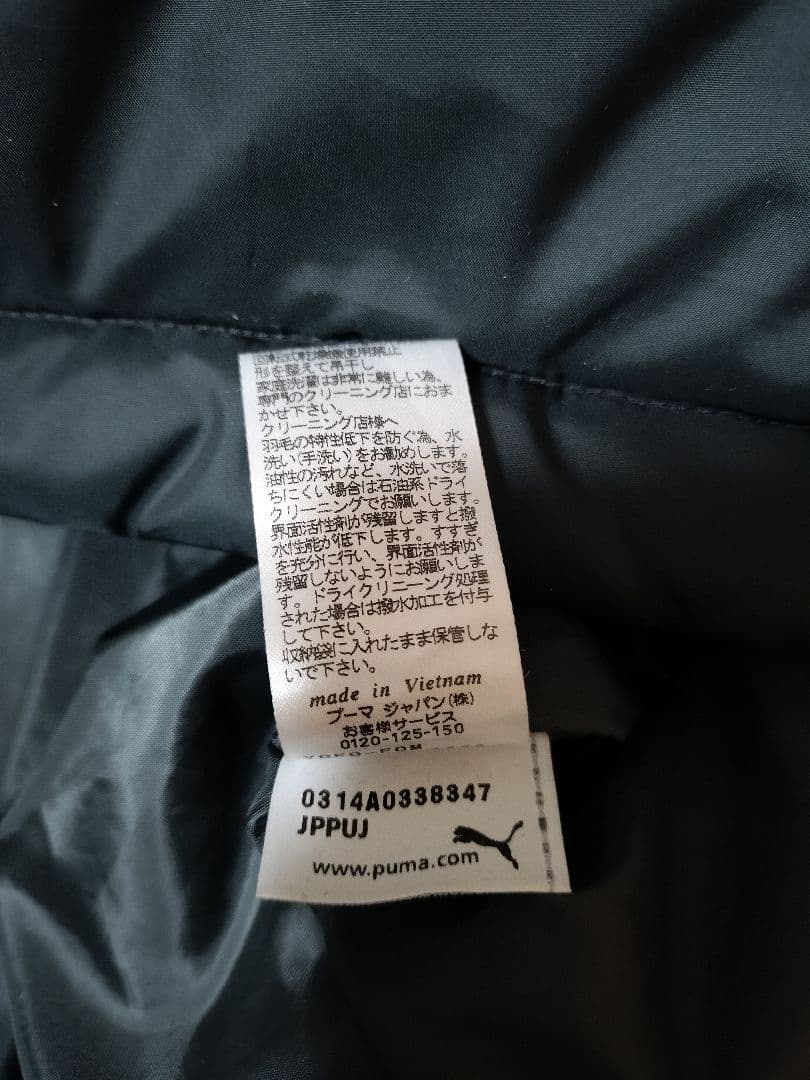 回転式乾燥機使用禁止
形を整えて吊干し
家庭洗濯は非常に難しい為、
専門のクリーニング店におま
かせ下さい。
クリーニング店様へ
羽毛の特性低下を防ぐ為、水
洗い(手洗い)をお勧めします。
油性の汚れなど、水洗いで落
ちにくい場合は石油系ドライ
クリーニングでお願いします。
界面活性剤が残留しますと撥
水性能が低下します。すすぎ
を充分に行い、界面活性剤が
残留しないようにお願いしま
す。ドライクリーニング処理
された場合は撥水加工を付与
して下さい。
収納袋に入れたまま保管しな
いで下さい。
made in Vietnam
プーマ ジャパン(株)
お客様サービス
0120-125-150
0314A0338347
JPPUJ
www.puma.com